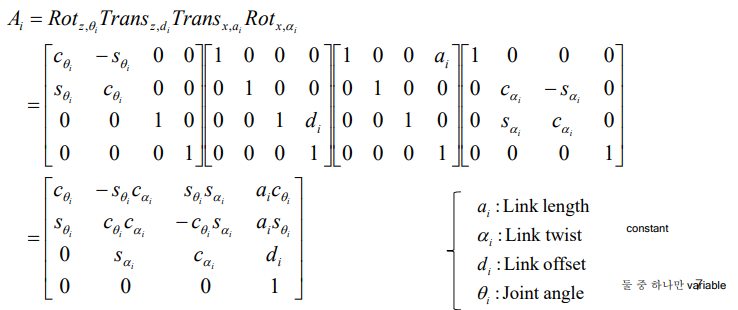 A_i = Rot_{z,θ_i} Trans_{z,d_i} Trans_{x,a_i} Rot_{x,α_i}
= [c_{θ_i} −s_{θ_i} 0 0] [1 0 0 0] [1 0 0 a_i] [1 0 0 0]
[s_{θ_i} c_{θ_i} 0 0] [0 1 0 0] [0 1 0 0] [0 c_{α_i} −s_{α_i} 0]
[0 0 1 0] [0 0 1 d_i] [0 0 1 0] [0 s_{α_i} c_{α_i} 0]
[0 0 0 1] [0 0 0 1] [0 0 0 1] [0 0 0 1]
= [c_{θ_i} −s_{θ_i}c_{α_i} s_{θ_i}s_{α_i} a_i c_{θ_i}]
[s_{θ_i} c_{θ_i}c_{α_i} −c_{θ_i}s_{α_i} a_i s_{θ_i}]
[0 s_{α_i} c_{α_i} d_i]
[0 0 0 1]
a_i : Link length
α_i : Link twist
constant
d_i : Link offset
θ_i : Joint angle
둘 중 하나만 variable
7